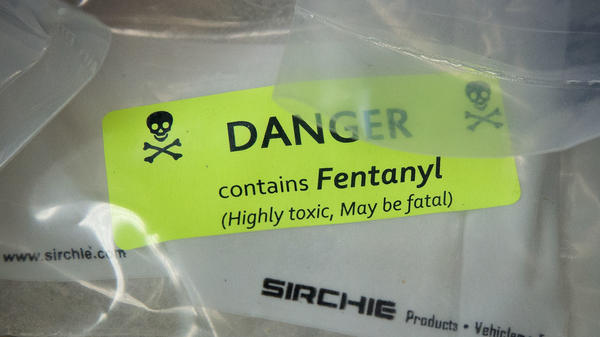 DANGER
contains Fentanyl
(Highly toxic, May be fatal)
www.sirchie.com
SIRCHIE Products • Vehicles